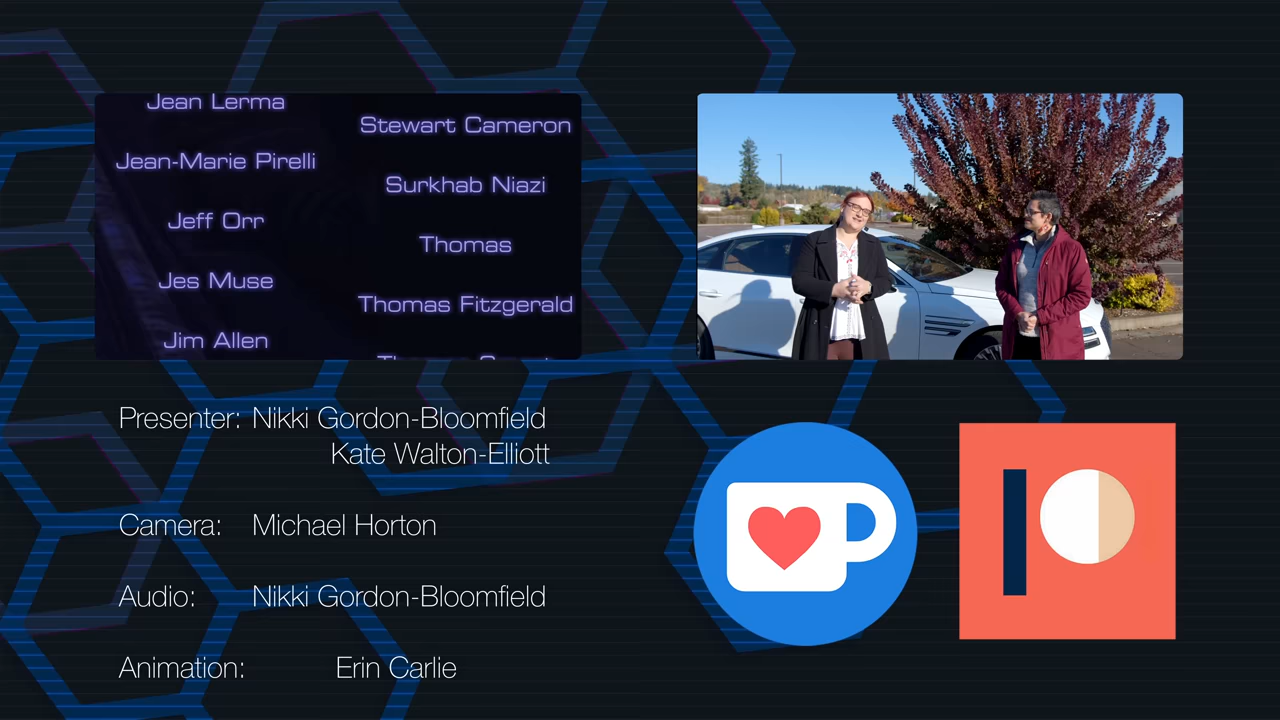 Jean Lerma
Jean-Marie Pirelli
Jeff Orr
Jes Muse
Jim Allen
Stewart Cameron
Surkhab Niazi
Thomas
Thomas Fitzgerald
Presenter: Nikki Gordon-Bloomfield
Kate Walton-Elliott
Camera: Michael Horton
Audio: Nikki Gordon-Bloomfield
Animation: Erin Carlie